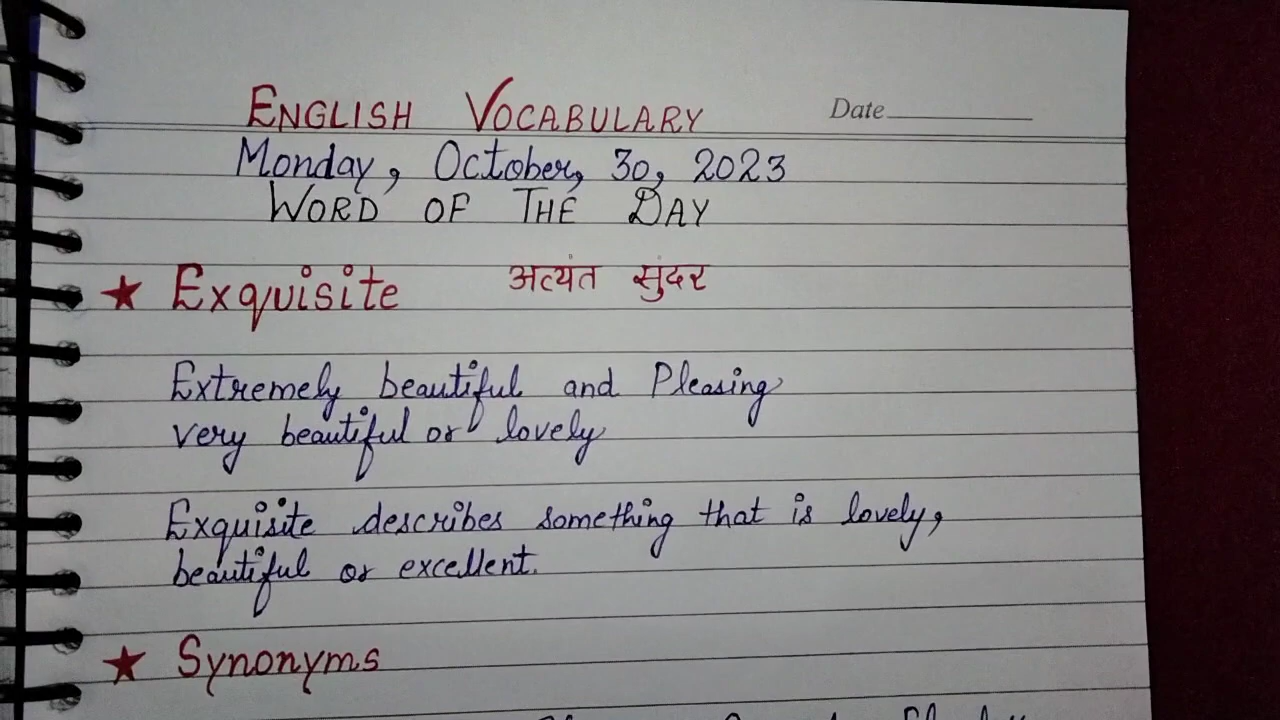 ENGLISH VOCABULARY
Date
Monday, October, 30, 2023
WORD OF THE DAY
★ Exquisite अत्यंत सुंदर
Extremely beautiful and Pleasing
very beautiful or lovely
Exquisite describes something that is lovely,
beautiful or excellent.
★ Synonyms